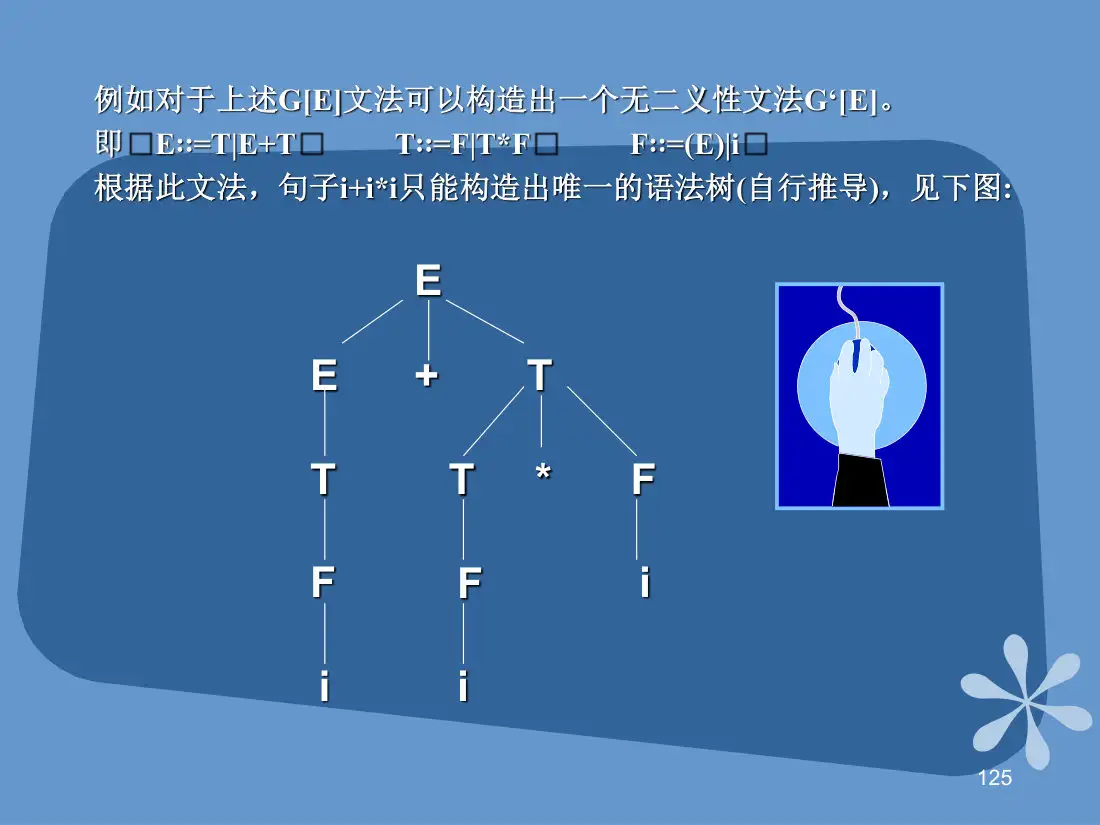 例如对于上述G[E]文法可以构造出一个无二义性文法G‘[E]。
即□E::=T|E+T□ T::=F|T*F□ F::=(E)|i□
根据此文法，句子i+i*i只能构造出唯一的语法树(自行推导)，见下图:
E
E + T
T T * F
F F i
i i
125